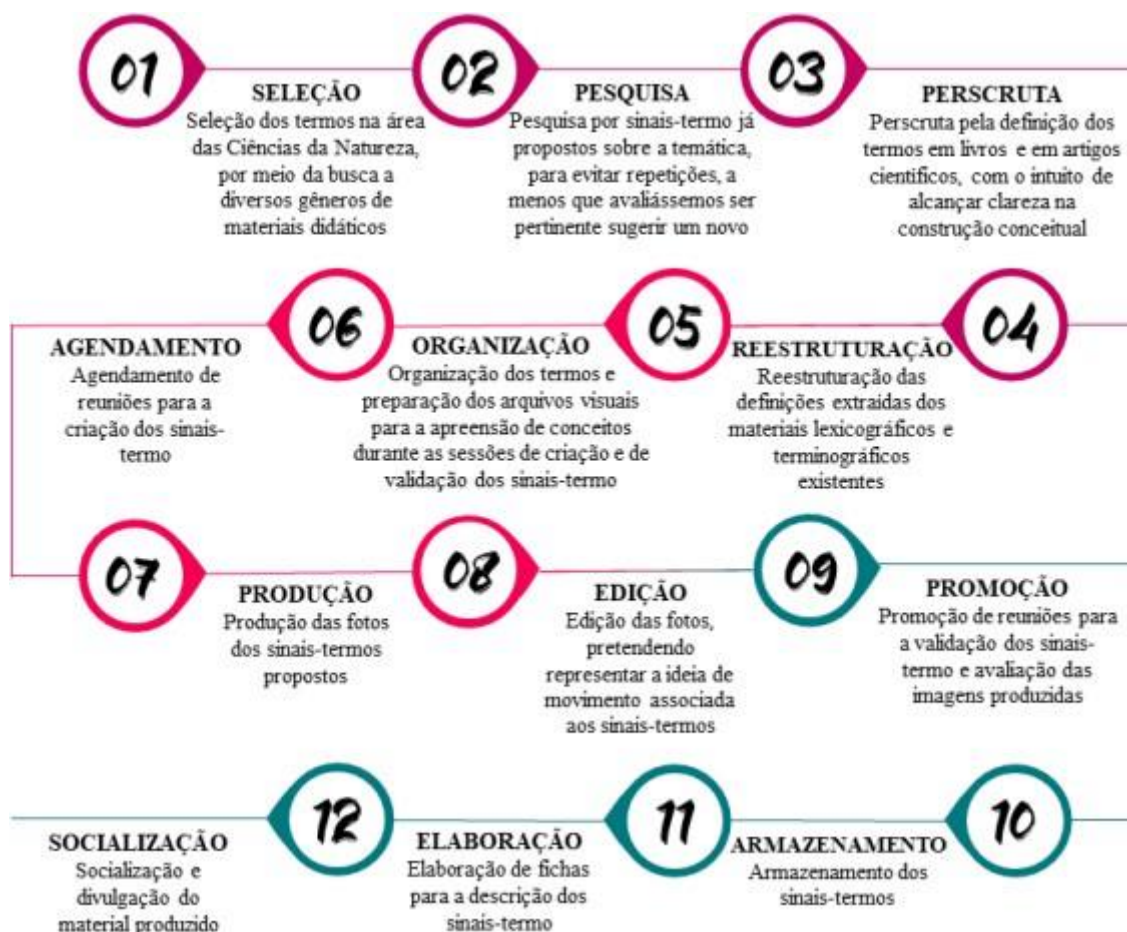 01
SELEÇÃO
Seleção dos termos na área
das Ciências da Natureza,
por meio da busca a
diversos gêneros de
materiais didáticos
02
PESQUISA
Pesquisa por sinais-termo já
propostos sobre a temática,
para evitar repetições, a
menos que avaliássemos ser
pertinente sugerir um novo
03
PERSCRUTA
Perscruta pela definição dos
termos em livros e em artigos
científicos, com o intuito de
alcançar clareza na
construção conceitual
04
REESTRUTURAÇÃO
Reestruturação das
definições extraídas dos
materiais lexicográficos e
terminográficos
existentes
05
ORGANIZAÇÃO
Organização dos termos e
preparação dos arquivos visuais
para a apreensão de conceitos
durante as sessões de criação e de
validação dos sinais-termo
06
AGENDAMENTO
Agendamento de
reuniões para a
criação dos sinais-
termo
07
PRODUÇÃO
Produção das fotos
dos sinais-termos
propostos
08
EDIÇÃO
Edição das fotos,
pretendendo
representar a ideia de
movimento associada
aos sinais-termos
09
PROMOÇÃO
Promoção de reuniões para
a validação dos sinais-
termo e avaliação das
imagens produzidas
10
ARMAZENAMENTO
Armazenamento dos
sinais-termos
11
ELABORAÇÃO
Elaboração de fichas
para a descrição dos
sinais-termo
12
SOCIALIZAÇÃO
Socialização e
divulgação do
material produzido